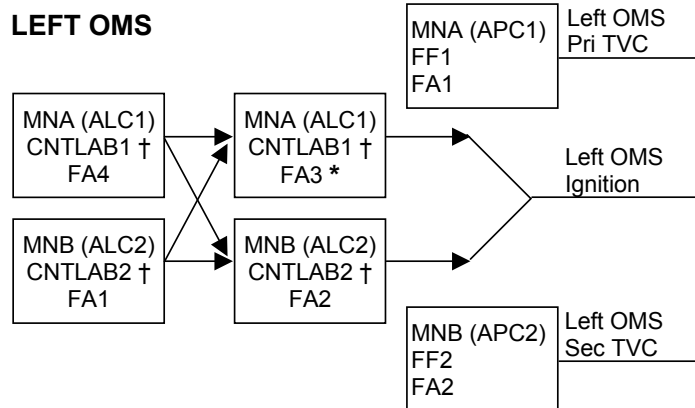 LEFT OMS
MNA (APC1)
FF1
FA1
Left OMS
Pri TVC
MNA (ALC1)
CNTLAB1 †
FA4
MNA (ALC1)
CNTLAB1 †
FA3 *
Left OMS
Ignition
MNB (ALC2)
CNTLAB2 †
FA1
MNB (ALC2)
CNTLAB2 †
FA2
MNB (APC2)
FF2
FA2
Left OMS
Sec TVC